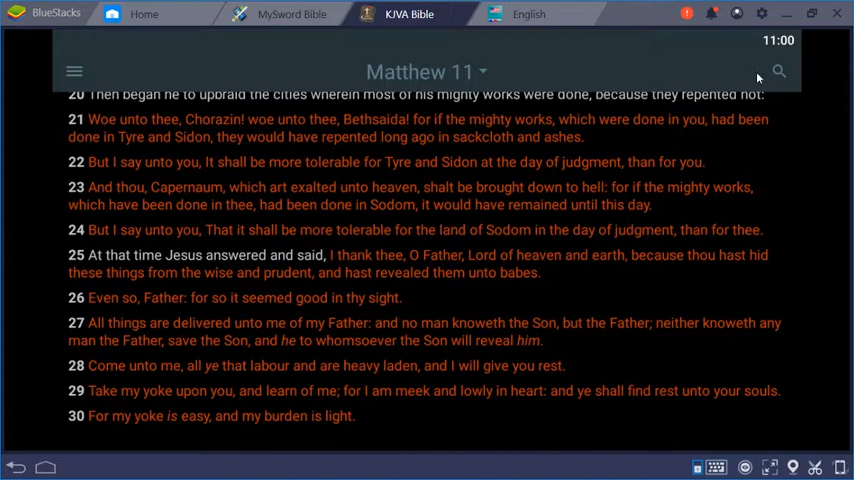 BlueStacks Home MySword Bible KJVA Bible English
11:00
Matthew 11
20 Then began he to upbraid the cities wherein most of his mighty works were done, because they repented not:
21 Woe unto thee, Chorazin! woe unto thee, Bethsaida! for if the mighty works, which were done in you, had been
done in Tyre and Sidon, they would have repented long ago in sackcloth and ashes.
22 But I say unto you, It shall be more tolerable for Tyre and Sidon at the day of judgment, than for you.
23 And thou, Capernaum, which art exalted unto heaven, shalt be brought down to hell: for if the mighty works,
which have been done in thee, had been done in Sodom, it would have remained until this day.
24 But I say unto you, That it shall be more tolerable for the land of Sodom in the day of judgment, than for thee.
25 At that time Jesus answered and said, I thank thee, O Father, Lord of heaven and earth, because thou hast hid
these things from the wise and prudent, and hast revealed them unto babes.
26 Even so, Father: for so it seemed good in thy sight.
27 All things are delivered unto me of my Father: and no man knoweth the Son, but the Father; neither knoweth any
man the Father, save the Son, and he to whomsoever the Son will reveal him.
28 Come unto me, all ye that labour and are heavy laden, and I will give you rest.
29 Take my yoke upon you, and learn of me; for I am meek and lowly in heart: and ye shall find rest unto your souls.
30 For my yoke is easy, and my burden is light.